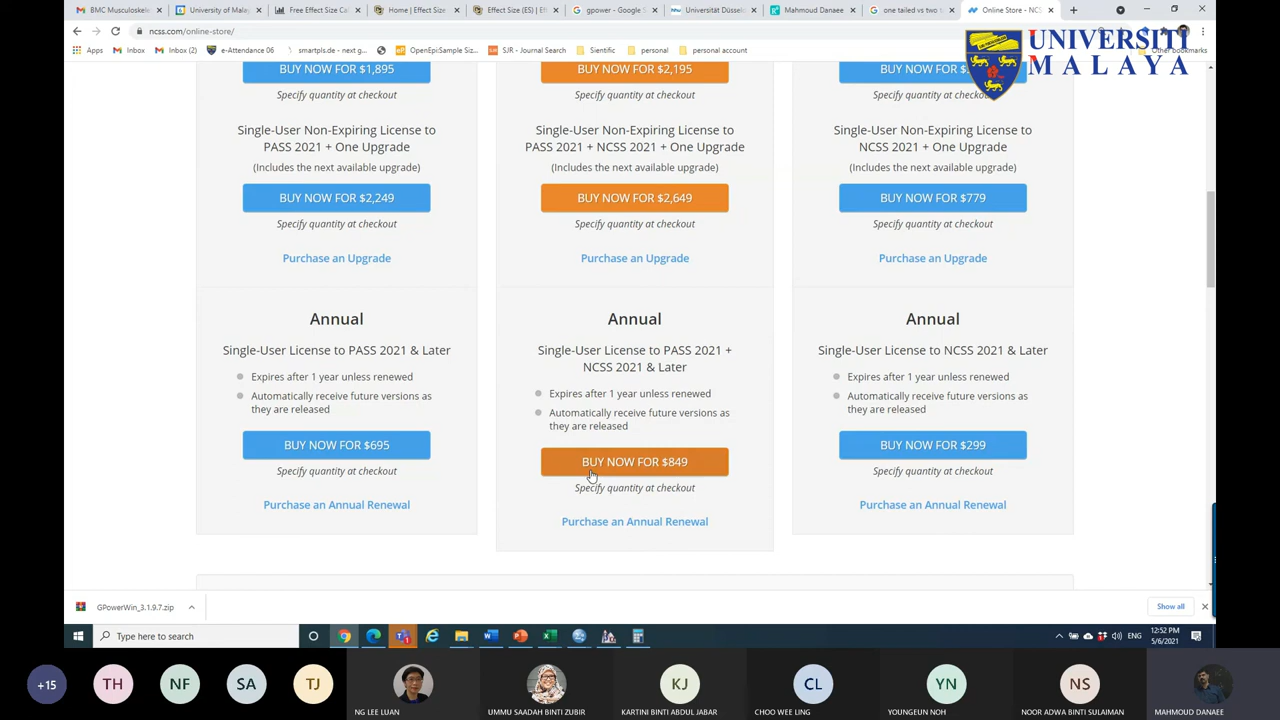 BMC Musculoskele
University of Malay
Free Effect Size Ca
Home | Effect Size
Effect Size (ES) | Eff
gpower - Google S
Universität Düssel
Mahmoud Danaee
one tailed vs two
Online Store - NCS
ncss.com/online-store/
Apps
Inbox
Inbox (2)
e-Attendance 06
smartpls.de - next g...
OpenEpi:Sample Siz...
SJR - Journal Search
Sientific
personal
personal account
Other bookmarks
UNIVERSITI
MALAYA
BUY NOW FOR $1,895
Specify quantity at checkout
Single-User Non-Expiring License to
PASS 2021 + One Upgrade
(Includes the next available upgrade)
BUY NOW FOR $2,249
Specify quantity at checkout
Purchase an Upgrade
Annual
Single-User License to PASS 2021 & Later
Expires after 1 year unless renewed
Automatically receive future versions as
they are released
BUY NOW FOR $695
Specify quantity at checkout
Purchase an Annual Renewal
BUY NOW FOR $2,195
Specify quantity at checkout
Single-User Non-Expiring License to
PASS 2021 + NCSS 2021 + One Upgrade
(Includes the next available upgrade)
BUY NOW FOR $2,649
Specify quantity at checkout
Purchase an Upgrade
Annual
Single-User License to PASS 2021 +
NCSS 2021 & Later
Expires after 1 year unless renewed
Automatically receive future versions as
they are released
BUY NOW FOR $849
Specify quantity at checkout
Purchase an Annual Renewal
BUY NOW FOR
Specify quantity at checkout
Single-User Non-Expiring License to
NCSS 2021 + One Upgrade
(Includes the next available upgrade)
BUY NOW FOR $779
Specify quantity at checkout
Purchase an Upgrade
Annual
Single-User License to NCSS 2021 & Later
Expires after 1 year unless renewed
Automatically receive future versions as
they are released
BUY NOW FOR $299
Specify quantity at checkout
Purchase an Annual Renewal
GPowerWin_3.1.9.7.zip
Show all
Type here to search
ENG
12:52 PM
5/6/2021
+15
TH
NF
SA
TJ
NG LEE LUAN
UMMU SAADAH BINTI ZUBIR
KJ
KARTINI BINTI ABDUL JABAR
CL
CHOO WEE LING
YN
YOUNGEUN NOH
NS
NOOR ADWA BINTI SULAIMAN
MAHMOUD DANAEE